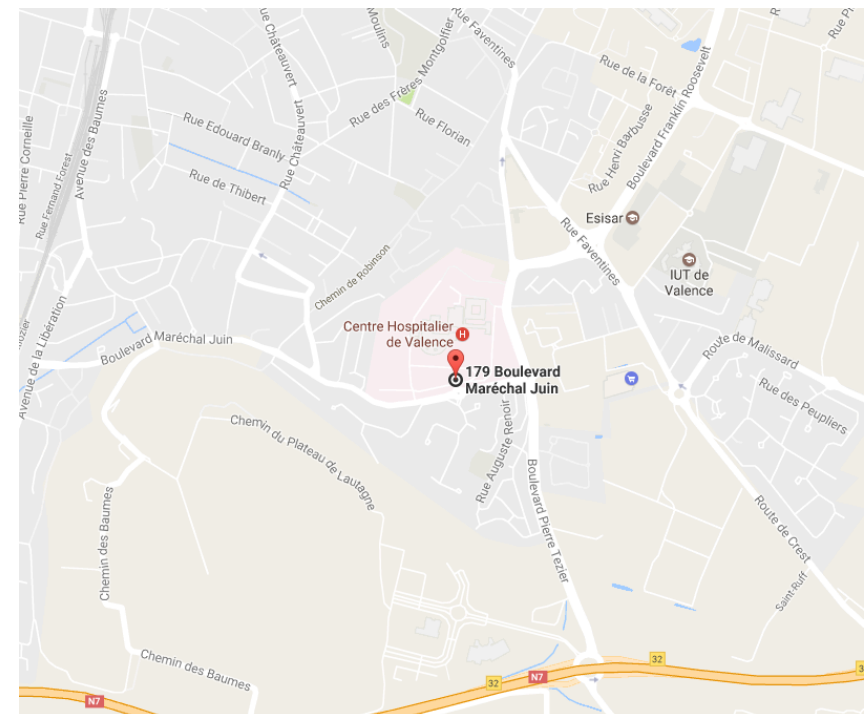 Rue Châteauvert
Moulins
Rue des Frères Montgolfier
Rue Faventines
Rue de la Forêt
Boulevard Franklin Roosevelt
Rue Pierre Corneille
Avenue des Baumes
Rue Fernand Forest
Rue Edouard Branly
Rue Châteauvert
Rue Florian
Rue Henri Barbusse
Rue de Thibert
Esisar
Rue Faventines
IUT de
Valence
Chemin de Robinson
Avenue de la Libération
Boulevard Maréchal Juin
Centre Hospitalier
de Valence
H
179 Boulevard
Maréchal Juin
Route de Malissard
Rue des Peupliers
Chemin du Plateau de Lautagne
Rue Auguste Renoir
Boulevard Pierre Tezier
Chemin des Baumes
Route de Crest
Saint-Ruff
Chemin des Baumes
32
32
N7
N7